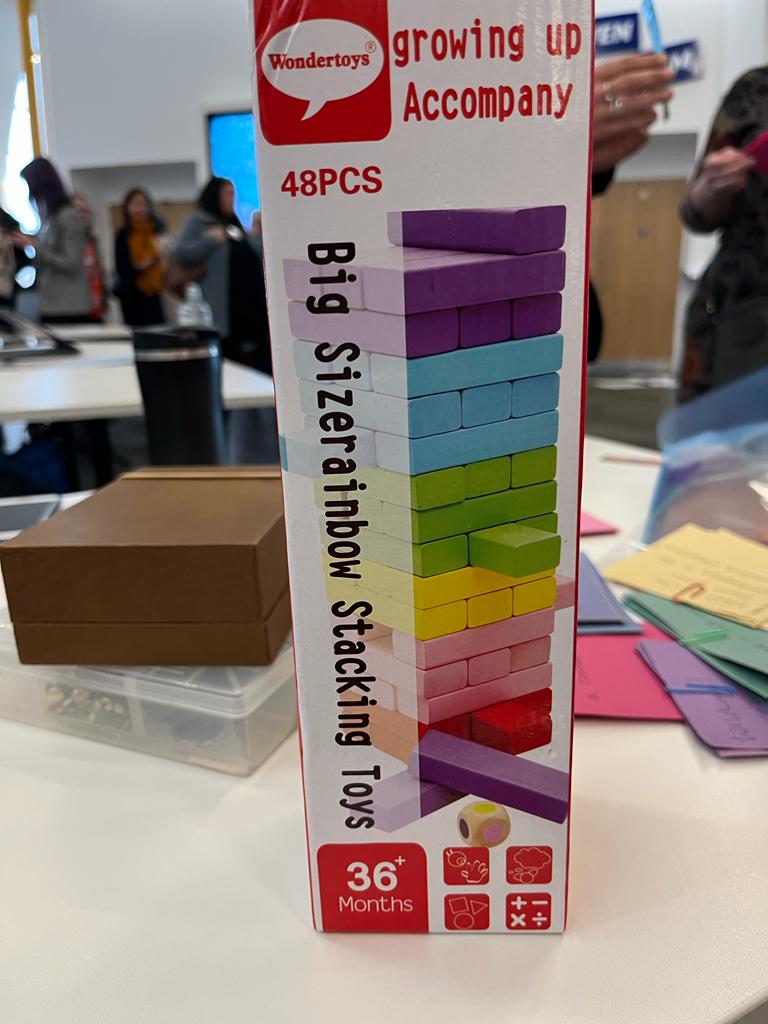 Wondertoys®
growing up
Accompany
48PCS
Big Sizerainbow Stacking Toys
36+
Months